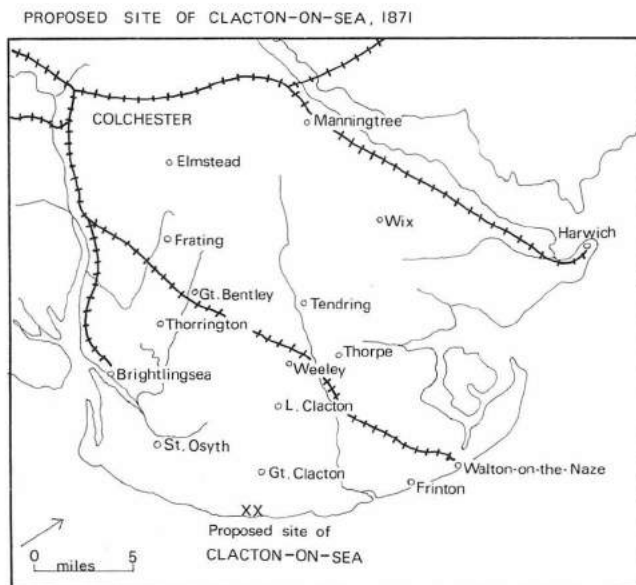 PROPOSED SITE OF CLACTON-ON-SEA, 1871
COLCHESTER
Manningtree
Elmstead
Wix
Frating
Harwich
Gt. Bentley
Tendring
Thorrington
Thorpe
Brightlingsea
Weeley
L. Clacton
St. Osyth
Gt. Clacton
Walton-on-the-Naze
Frinton
XX
Proposed site of
CLACTON-ON-SEA
0 5
miles